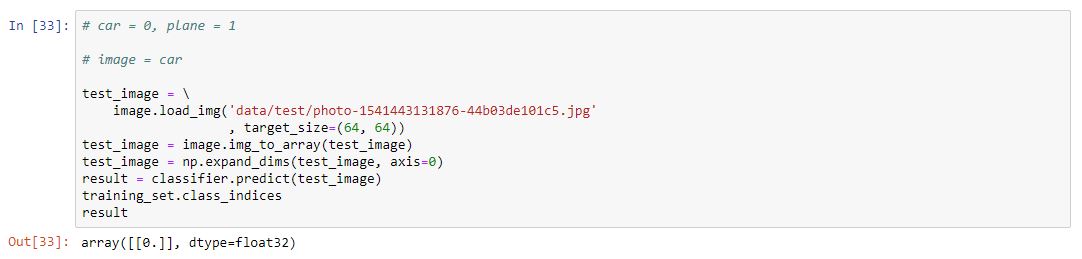 In [33]: # car = 0, plane = 1
# image = car
test_image = \
image.load_img('data/test/photo-1541443131876-44b03de101c5.jpg'
, target_size=(64, 64))
test_image = image.img_to_array(test_image)
test_image = np.expand_dims(test_image, axis=0)
result = classifier.predict(test_image)
training_set.class_indices
result
Out[33]: array([[0.]], dtype=float32)